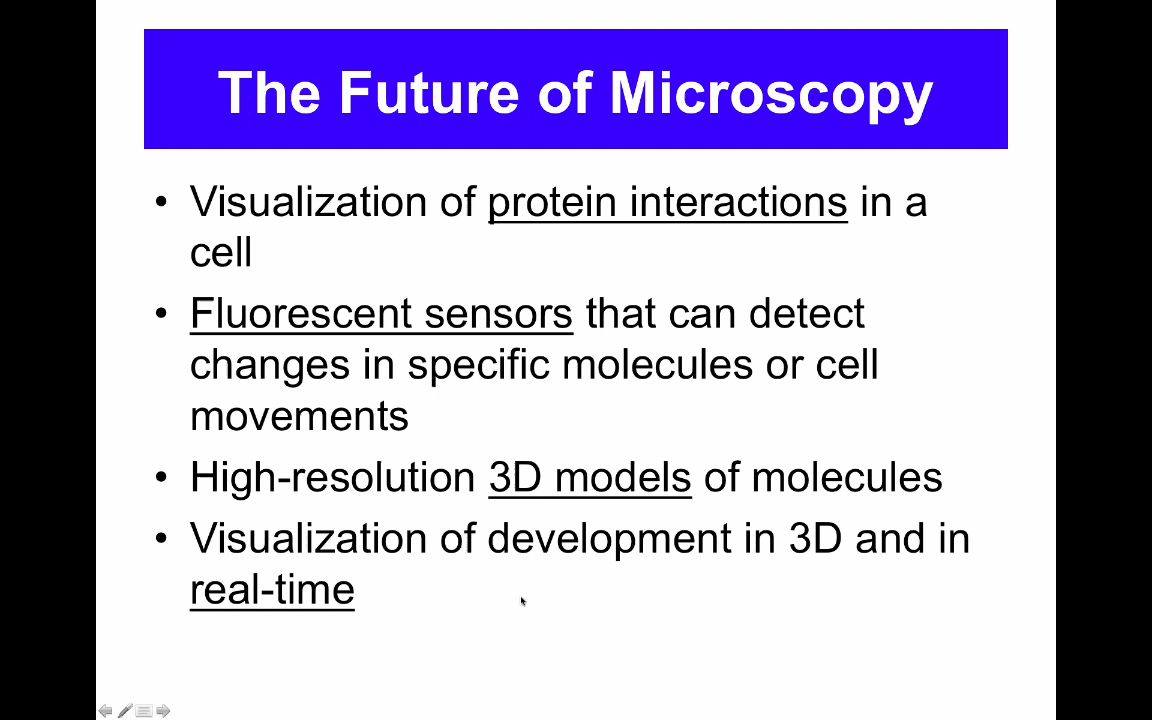 The Future of Microscopy
• Visualization of protein interactions in a
cell
• Fluorescent sensors that can detect
changes in specific molecules or cell
movements
• High-resolution 3D models of molecules
• Visualization of development in 3D and in
real-time